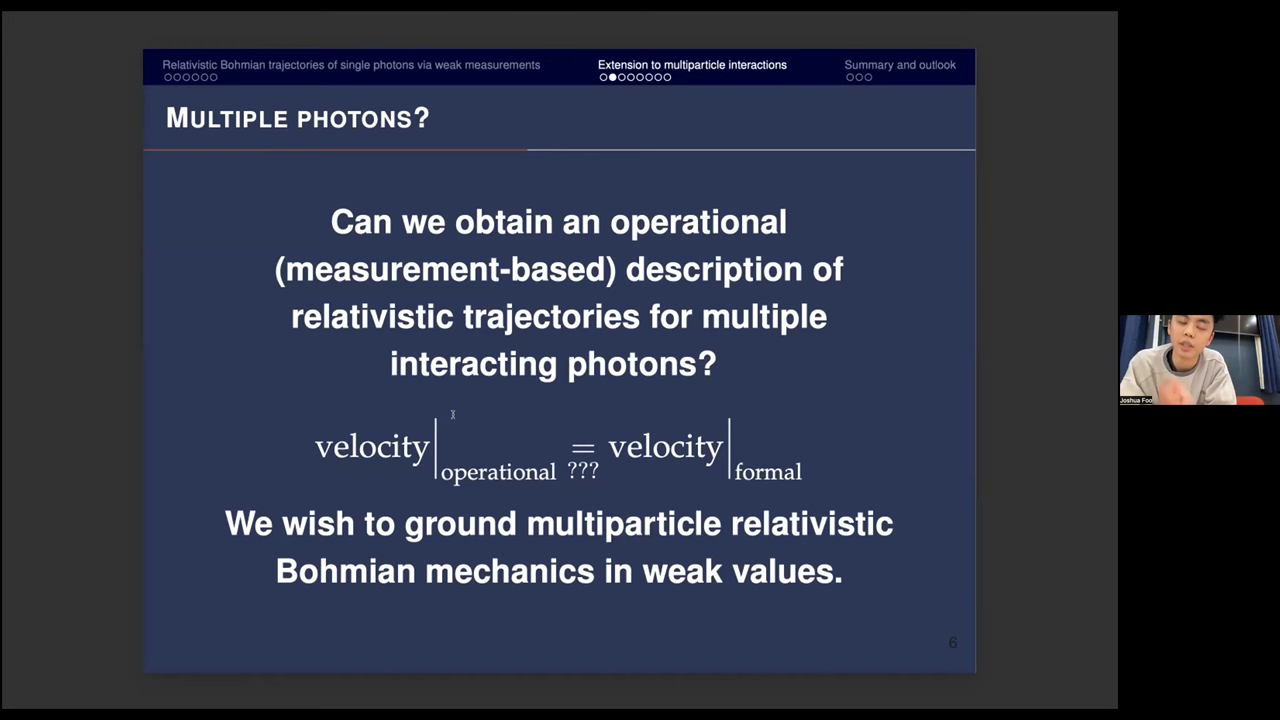 Relativistic Bohmian trajectories of single photons via weak measurements
Extension to multiparticle interactions
Summary and outlook
MULTIPLE PHOTONS?
Can we obtain an operational
(measurement-based) description of
relativistic trajectories for multiple
interacting photons?
velocity|operational =??? velocity|formal
We wish to ground multiparticle relativistic
Bohmian mechanics in weak values.
6
Joshua Foo